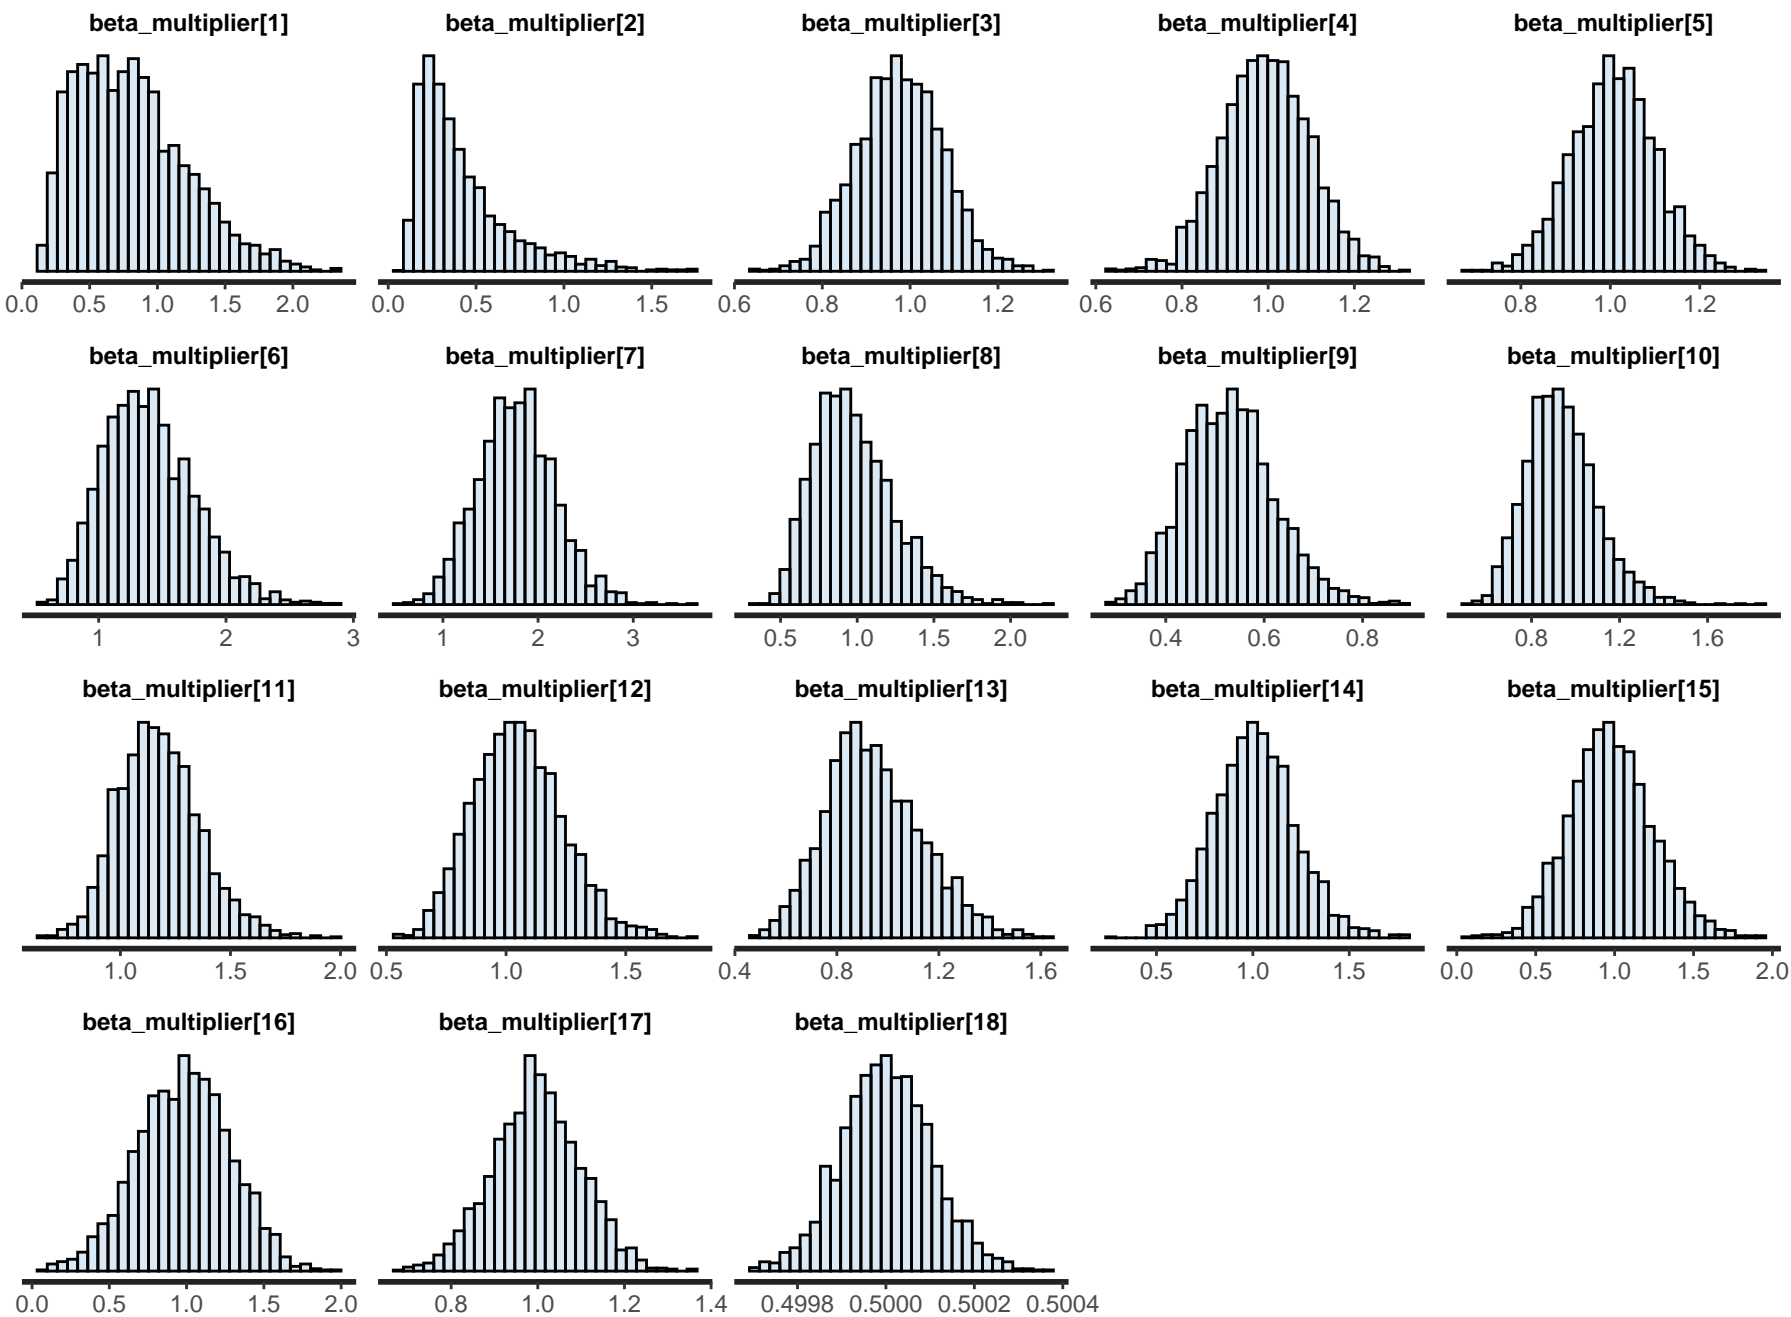 beta_multiplier[1] beta_multiplier[2] beta_multiplier[3] beta_multiplier[4] beta_multiplier[5]
0.0 0.5 1.0 1.5 2.0 0.0 0.5 1.0 1.5 0.6 0.8 1.0 1.2 0.6 0.8 1.0 1.2 0.8 1.0 1.2
beta_multiplier[6] beta_multiplier[7] beta_multiplier[8] beta_multiplier[9] beta_multiplier[10]
1 2 3 1 2 3 0.5 1.0 1.5 2.0 0.4 0.6 0.8 0.8 1.2 1.6
beta_multiplier[11] beta_multiplier[12] beta_multiplier[13] beta_multiplier[14] beta_multiplier[15]
1.0 1.5 2.0 0.5 1.0 1.5 0.4 0.8 1.2 1.6 0.5 1.0 1.5 0.0 0.5 1.0 1.5 2.0
beta_multiplier[16] beta_multiplier[17] beta_multiplier[18]
0.0 0.5 1.0 1.5 2.0 0.8 1.0 1.2 1.4 0.4998 0.5000 0.5002 0.5004